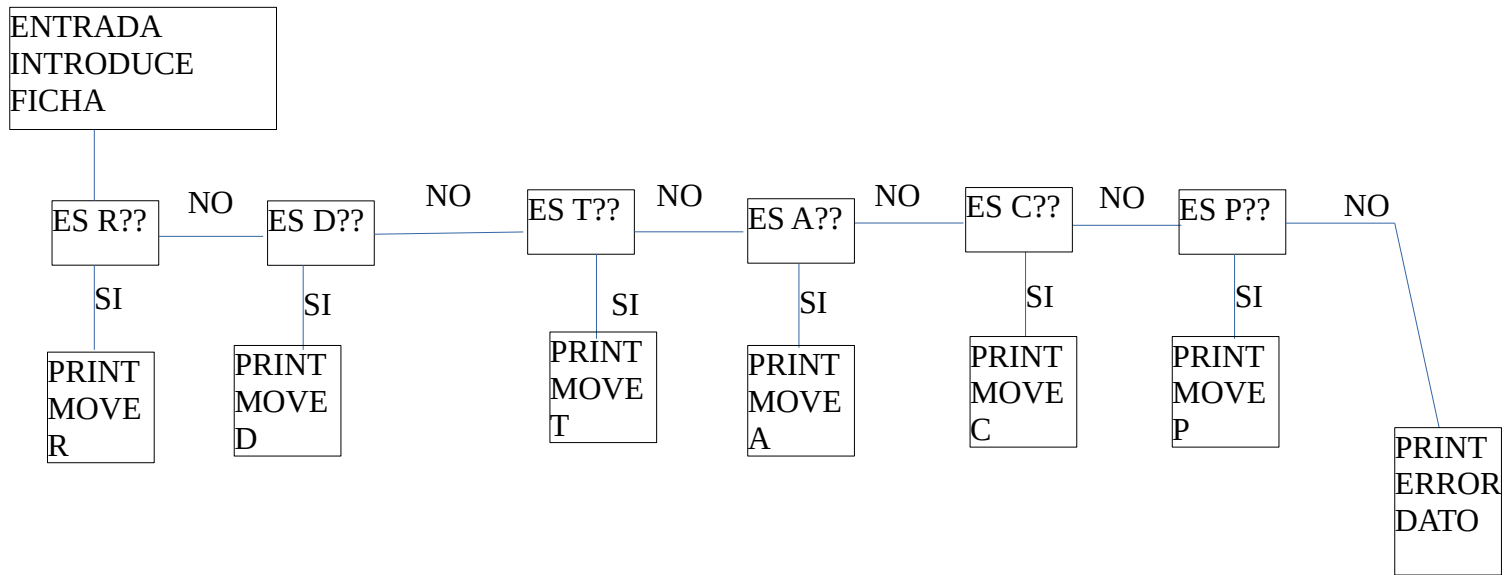 ENTRADA
INTRODUCE
FICHA
ES R??
NO
ES D??
NO
ES T??
NO
ES A??
NO
ES C??
NO
ES P??
NO
SI
SI
SI
SI
SI
SI
PRINT
MOVE
R
PRINT
MOVE
D
PRINT
MOVE
T
PRINT
MOVE
A
PRINT
MOVE
C
PRINT
MOVE
P
PRINT
ERROR
DATO